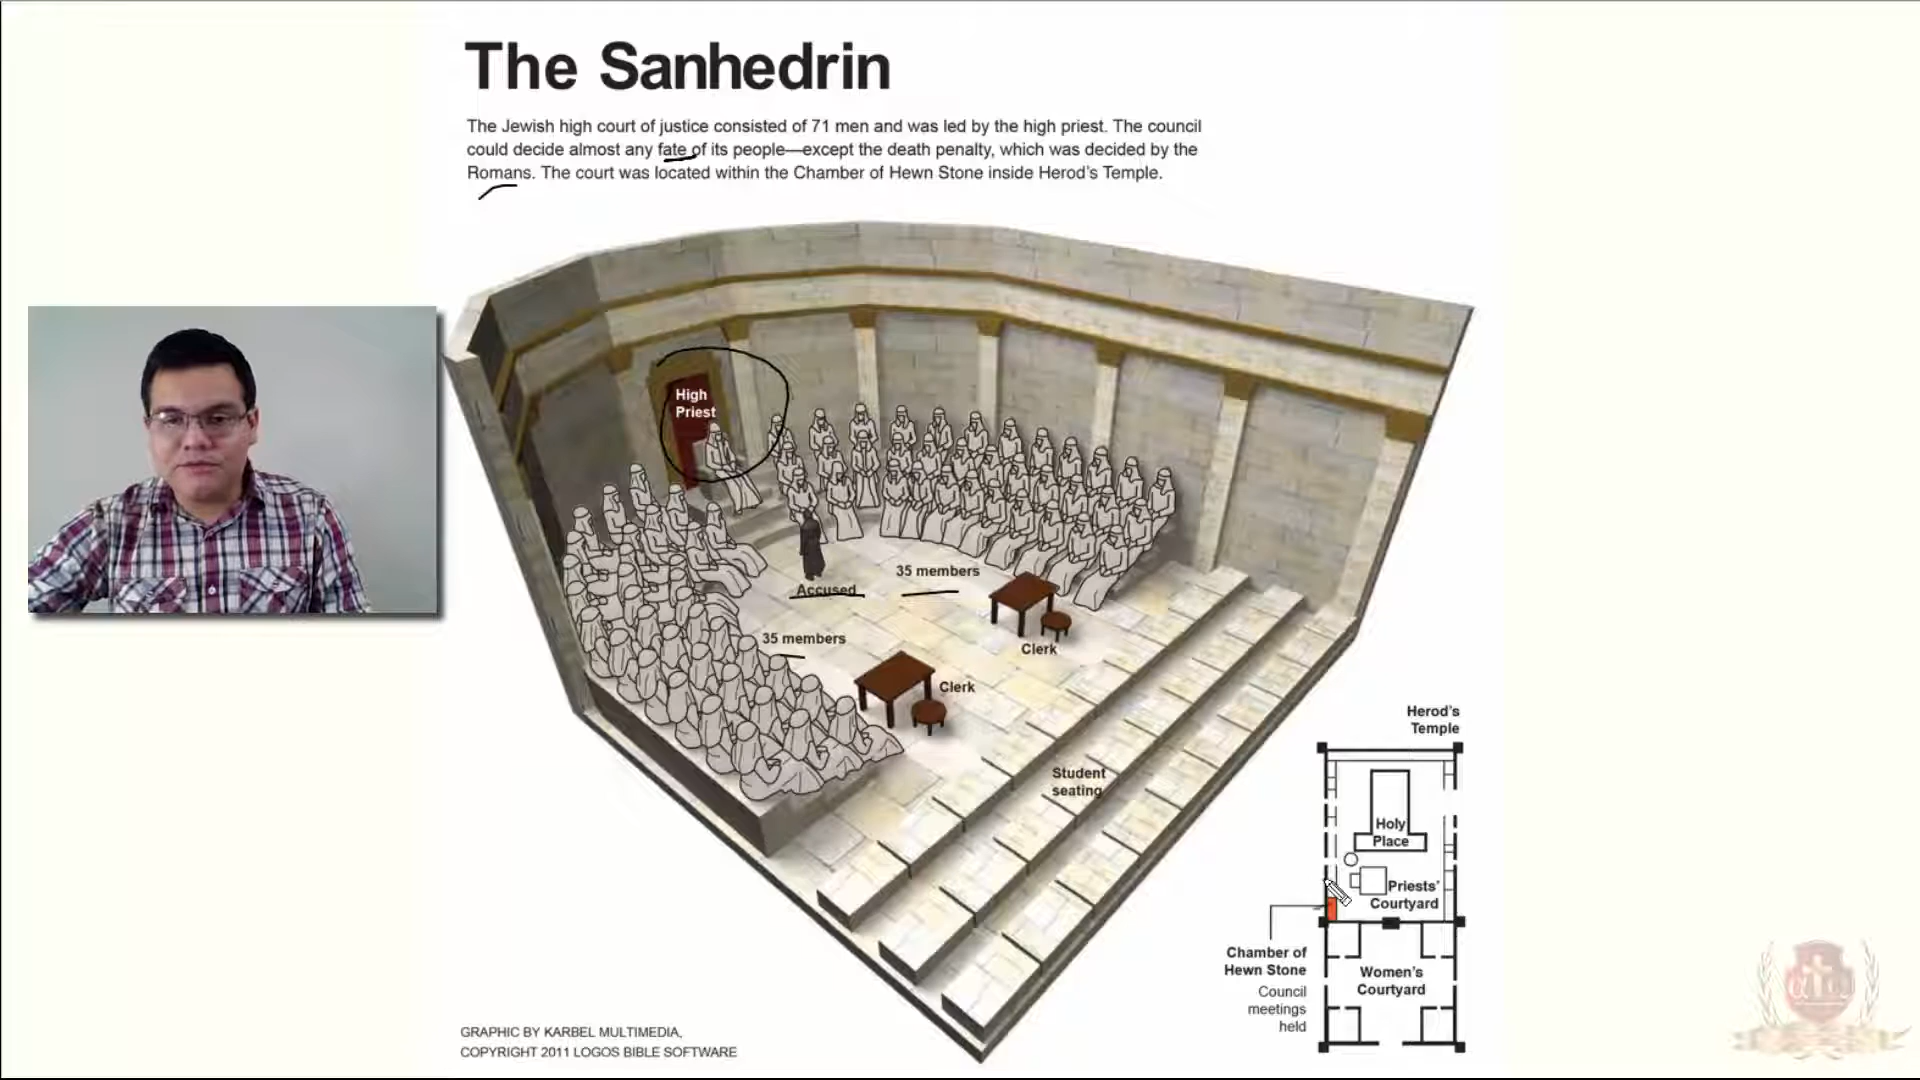 The Sanhedrin
The Jewish high court of justice consisted of 71 men and was led by the high priest. The council
could decide almost any fate of its people—except the death penalty, which was decided by the
Romans. The court was located within the Chamber of Hewn Stone inside Herod's Temple.
High
Priest
Accused
35 members
35 members
Clerk
Clerk
Student
seating
Herod's
Temple
Holy
Place
Priests'
Courtyard
Chamber of
Hewn Stone
Council
meetings
held
Women's
Courtyard
GRAPHIC BY KARBEL MULTIMEDIA,
COPYRIGHT 2011 LOGOS BIBLE SOFTWARE